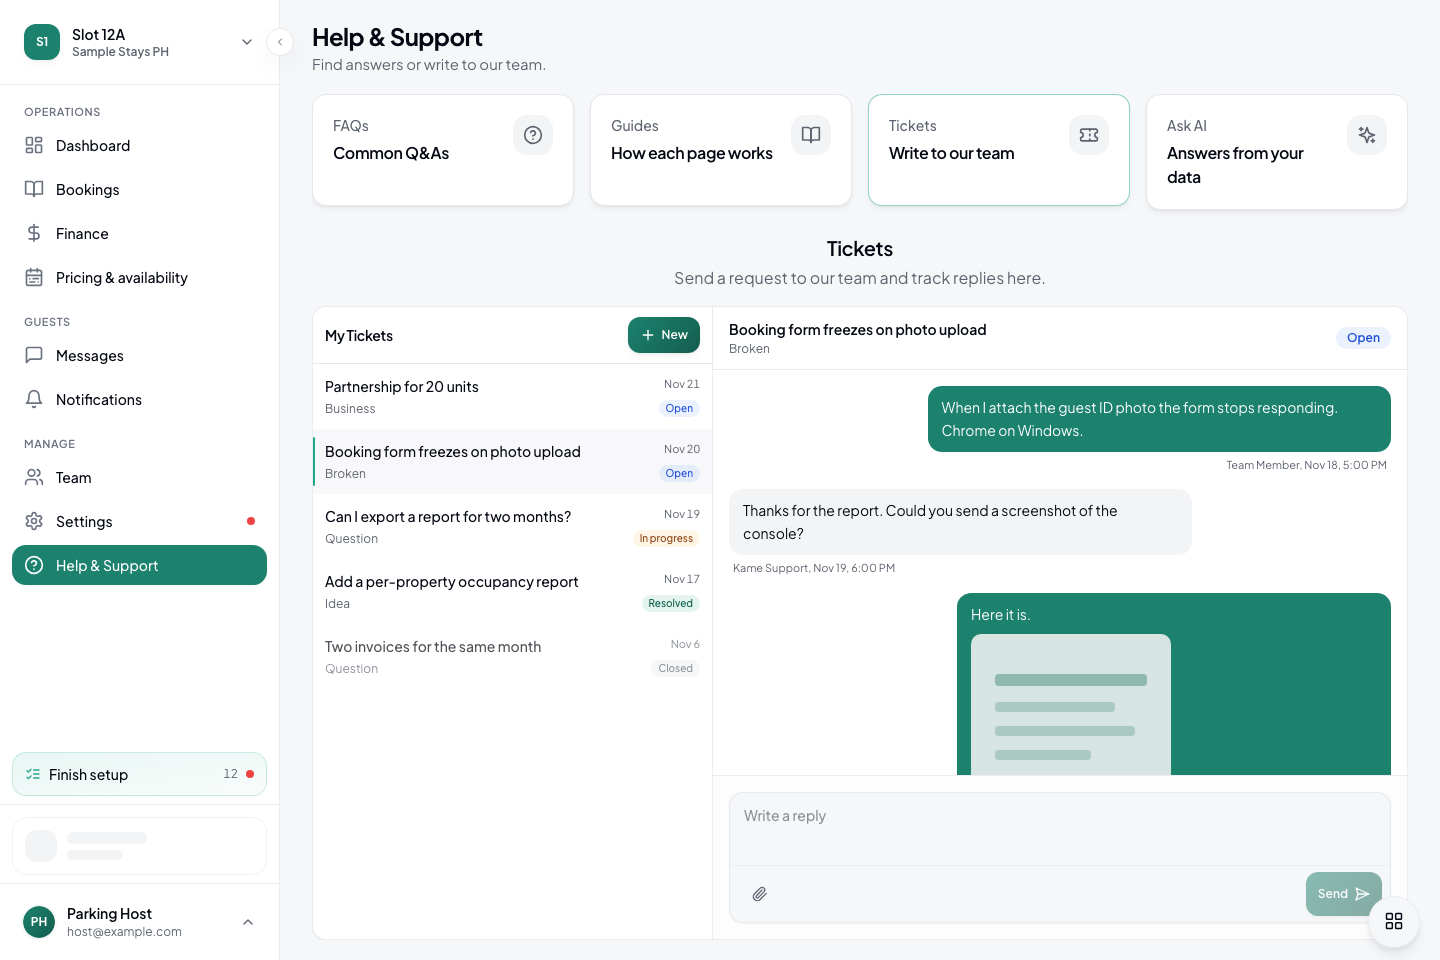 S1
Slot 12A
Sample Stays PH
OPERATIONS
Dashboard
Bookings
Finance
Pricing & availability
GUESTS
Messages
Notifications
MANAGE
Team
Settings
Help & Support
Finish setup
12
PH
Parking Host
host@example.com
Help & Support
Find answers or write to our team.
FAQs
Common Q&As
Guides
How each page works
Tickets
Write to our team
Ask AI
Answers from your
data
Tickets
Send a request to our team and track replies here.
My Tickets
New
Partnership for 20 units
Nov 21
Business
Open
Booking form freezes on photo upload
Nov 20
Broken
Open
Can I export a report for two months?
Nov 19
Question
In progress
Add a per-property occupancy report
Nov 17
Idea
Resolved
Two invoices for the same month
Nov 6
Question
Closed
Booking form freezes on photo upload
Broken
Open
When I attach the guest ID photo the form stops responding.
Chrome on Windows.
Team Member, Nov 18, 5:00 PM
Thanks for the report. Could you send a screenshot of the
console?
Kame Support, Nov 19, 6:00 PM
Here it is.
Write a reply
Send